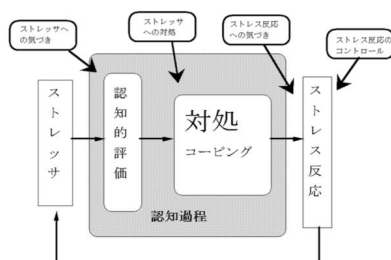 ストレッサへ
の気づき
ストレッサ
への対処
ストレス反応
への気づき
ストレス反応の
コントロール
ストレッサ
認知的評価
対処
コーピング
ストレス反応
認知過程